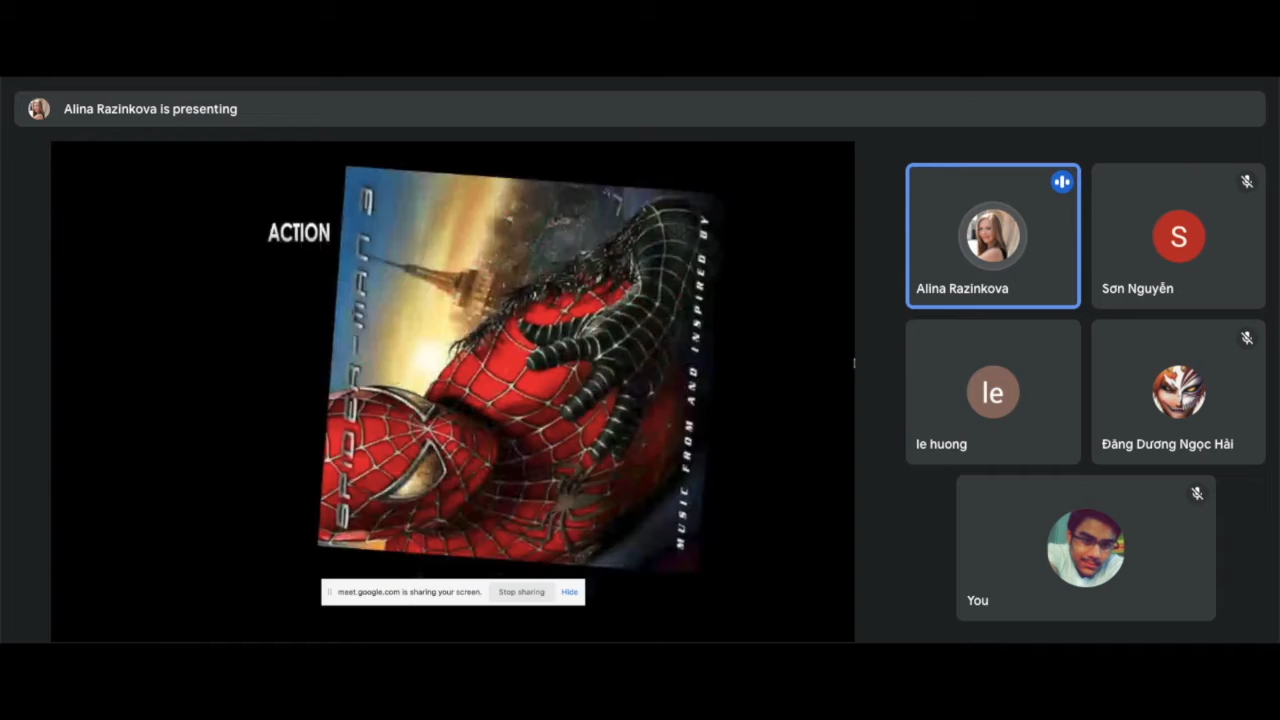 Alina Razinkova is presenting
ACTION
SPIDER-MAN 3
MUSIC FROM AND INSPIRED BY
meet.google.com is sharing your screen.
Stop sharing
Hide
Alina Razinkova
S
Sơn Nguyễn
le
le huong
Đăng Dương Ngọc Hải
You